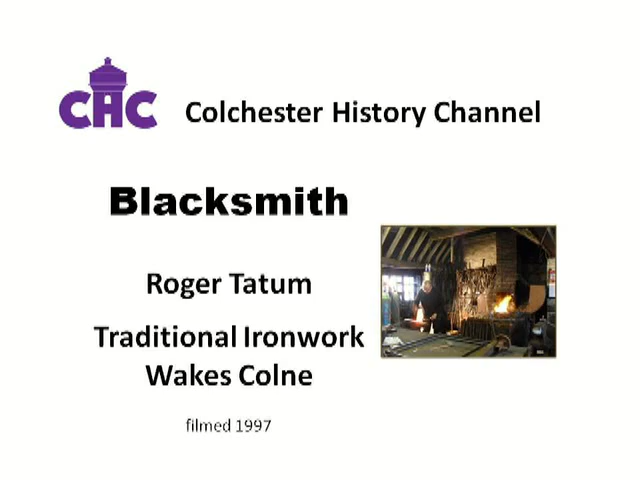 CHC
Colchester History Channel
Blacksmith
Roger Tatum
Traditional Ironwork
Wakes Colne
filmed 1997